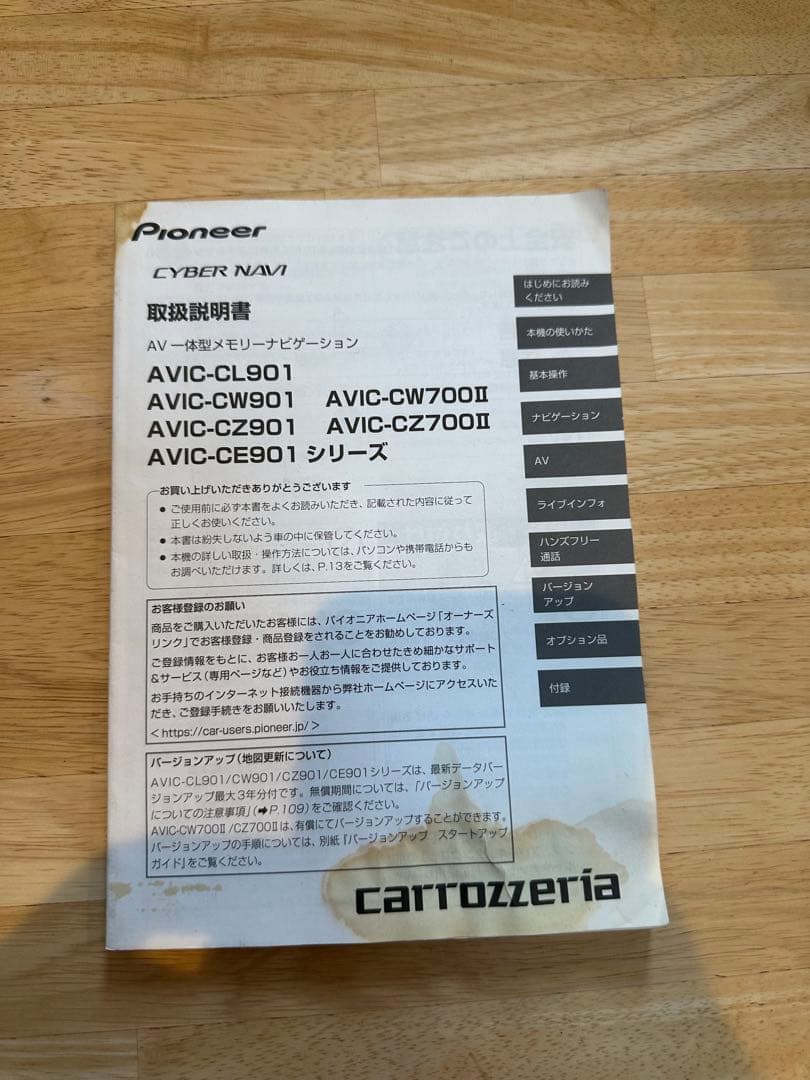 Pioneer
CYBER NAVI
取扱説明書
AV 一体型メモリーナビゲーション
AVIC-CL901
AVIC-CW901 AVIC-CW700Ⅱ
AVIC-CZ901 AVIC-CZ700Ⅱ
AVIC-CE901 シリーズ
お買い上げいただきありがとうございます
● ご使用前に必ず本書をよくお読みいただき、記載された内容に従って
正しくお使いください。
● 本書は紛失しないよう車の中に保管してください。
● 本機の詳しい取扱・操作方法については、パソコンや携帯電話からも
お調べいただけます。詳しくは、P.13をご覧ください。
お客様登録のお願い
商品をご購入いただいたお客様には、パイオニアホームページ「オーナーズ
リンク」でお客様登録・商品登録をされることをお勧めしております。
ご登録情報をもとに、お客様お一人お一人に合わせたきめ細かなサポート
&サービス(専用ページなど)やお役立ち情報をご提供しております。
お手持ちのインターネット接続機器から弊社ホームページにアクセスいた
だき、ご登録手続きをお願いいたします。
<https://car-users.pioneer.jp/>
バージョンアップ(地図更新について)
AVIC-CL901/CW901/CZ901/CE901シリーズは、最新データバー
ジョンアップ最大3年分付です。無償期間については、「バージョンアップ
についての注意事項」(➡P.109)をご確認ください。
AVIC-CW700Ⅱ/CZ700Ⅱは、有償にてバージョンアップすることができます。
バージョンアップの手順については、別紙『バージョンアップ スタートアップ
ガイド』をご覧ください。
carrozzeria
はじめにお読み
ください
本機の使いかた
基本操作
ナビゲーション
AV
ライブインフォ
ハンズフリー
通話
バージョン
アップ
オプション品
付録